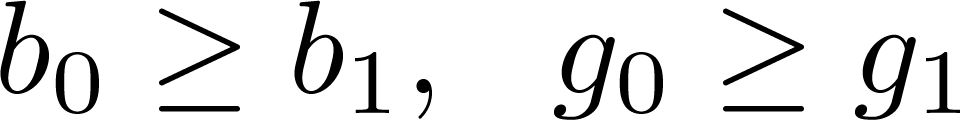 b₀ ≥ b₁, g₀ ≥ g₁